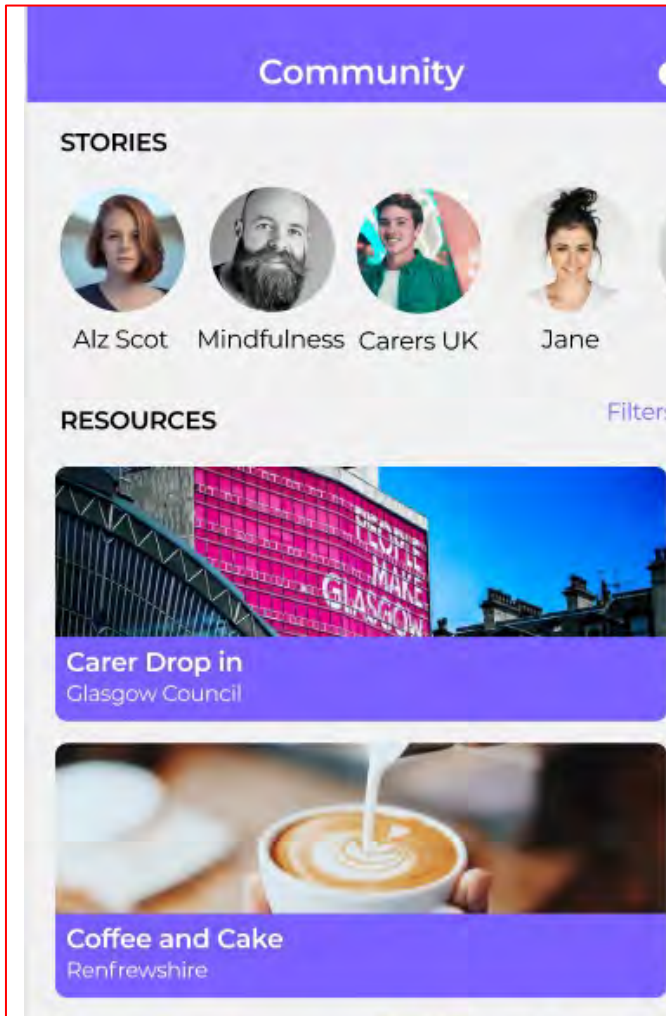 Community
STORIES
Alz Scot
Mindfulness
Carers UK
Jane
RESOURCES
Filters
PEOPLE
MAKE
GLASGOW
Carer Drop in
Glasgow Council
Coffee and Cake
Renfrewshire